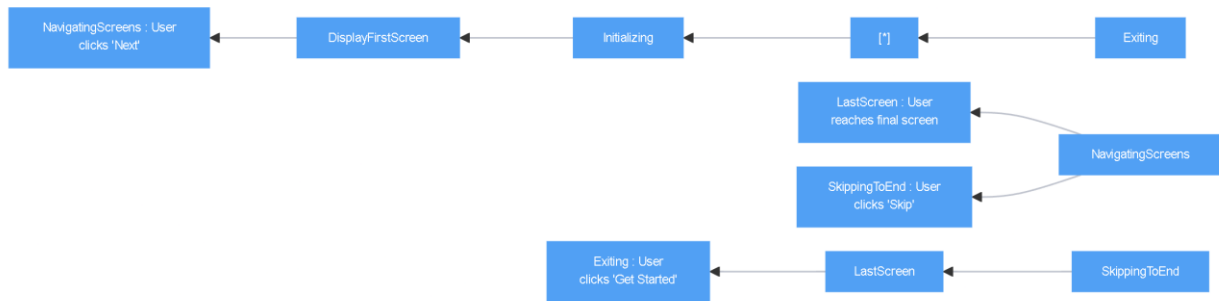 NavigatingScreens : User
clicks 'Next'
DisplayFirstScreen
Initializing
[*]
Exiting
LastScreen : User
reaches final screen
NavigatingScreens
SkippingToEnd : User
clicks 'Skip'
Exiting : User
clicks 'Get Started'
LastScreen
SkippingToEnd